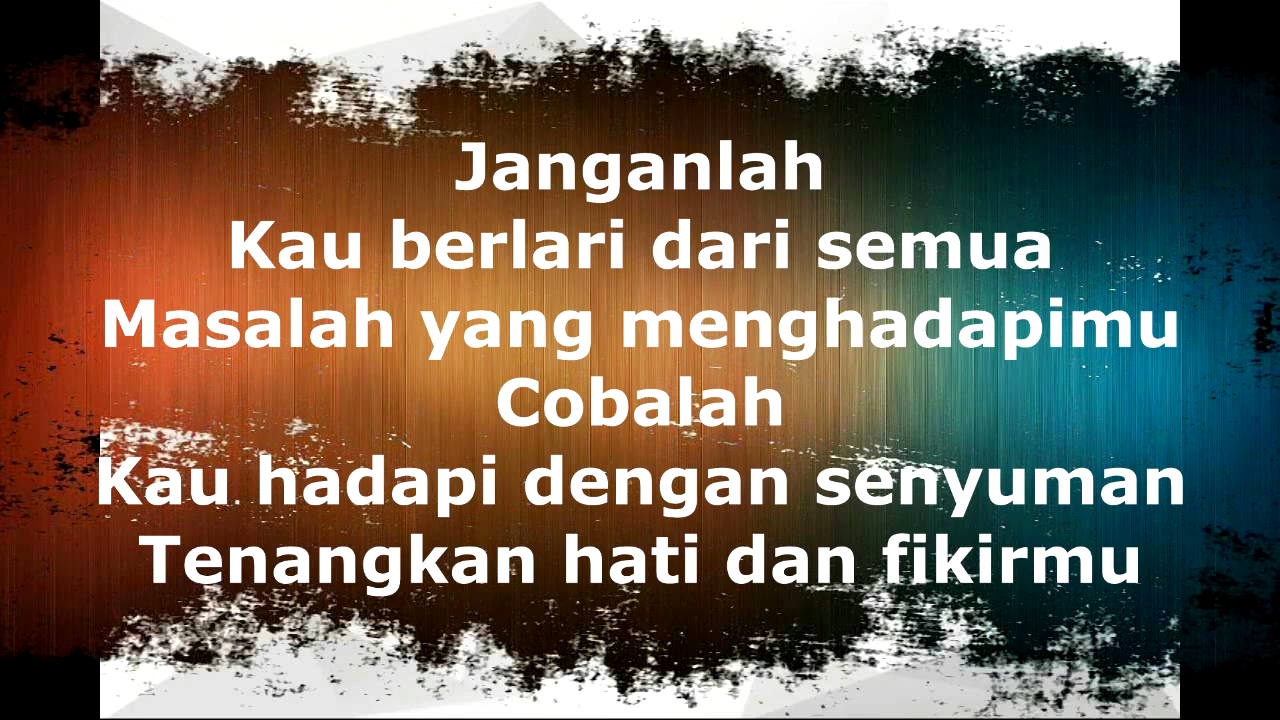 Janganlah
Kau berlari dari semua
Masalah yang menghadapimu
Cobalah
Kau hadapi dengan senyuman
Tenangkan hati dan fikirmu